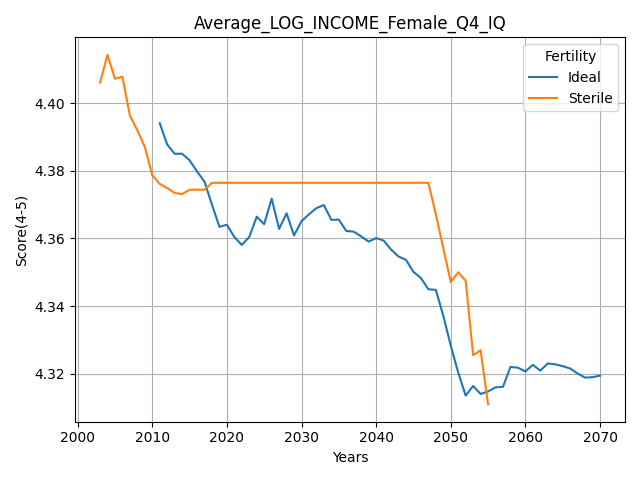 Average_LOG_INCOME_Female_Q4_IQ
Fertility
Ideal
Sterile
Score(4-5)
4.40
4.38
4.36
4.34
4.32
2000
2010
2020
2030
2040
2050
2060
2070
Years